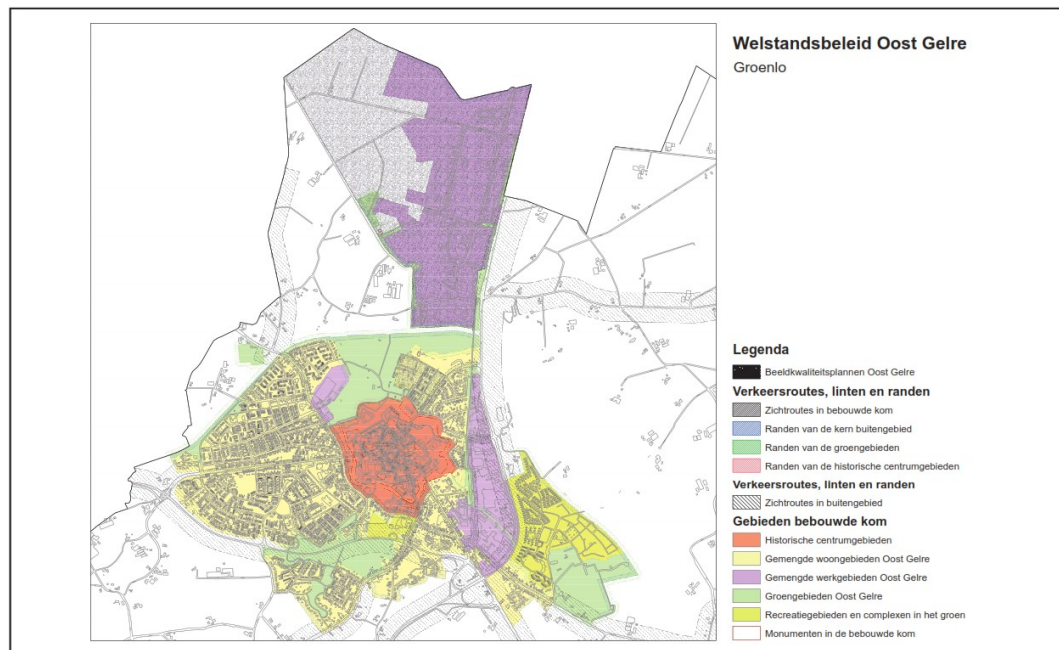 Welstandsbeleid Oost Gelre
Groenlo
Legenda
Beeldkwaliteitsplannen Oost Gelre
Verkeersroutes, linten en randen
Zichtroutes in bebouwde kom
Randen van de kern buitengebied
Randen van de groengebieden
Randen van de historische centrumgebieden
Verkeersroutes, linten en randen
Zichtroutes in buitengebied
Gebieden bebouwde kom
Historische centrumgebieden
Gemengde woongebieden Oost Gelre
Gemengde werkgebieden Oost Gelre
Groengebieden Oost Gelre
Recreatiegebieden en complexen in het groen
Monumenten in de bebouwde kom